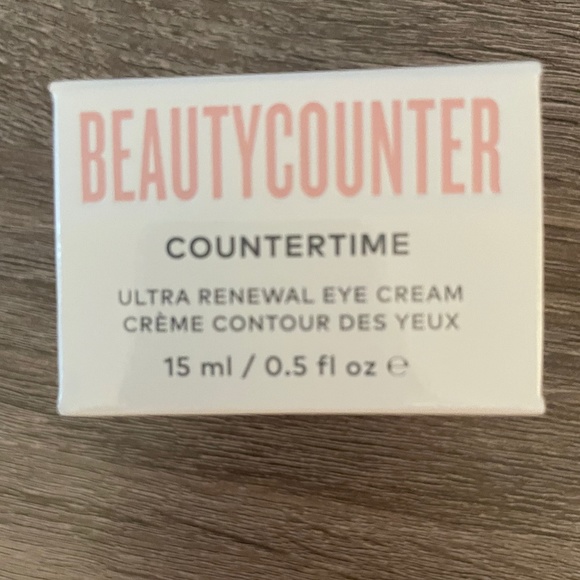 BEAUTYCOUNTER
COUNTERTIME
ULTRA RENEWAL EYE CREAM
CRÈME CONTOUR DES YEUX
15 ml / 0.5 fl oz ℮